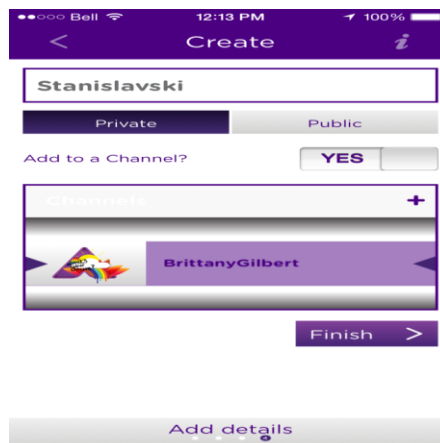 Bell 12:13 PM 100%
< Create i
Stanislavski
Private Public
Add to a Channel? YES
Channels +
BrittanyGilbert
Finish >
Add details